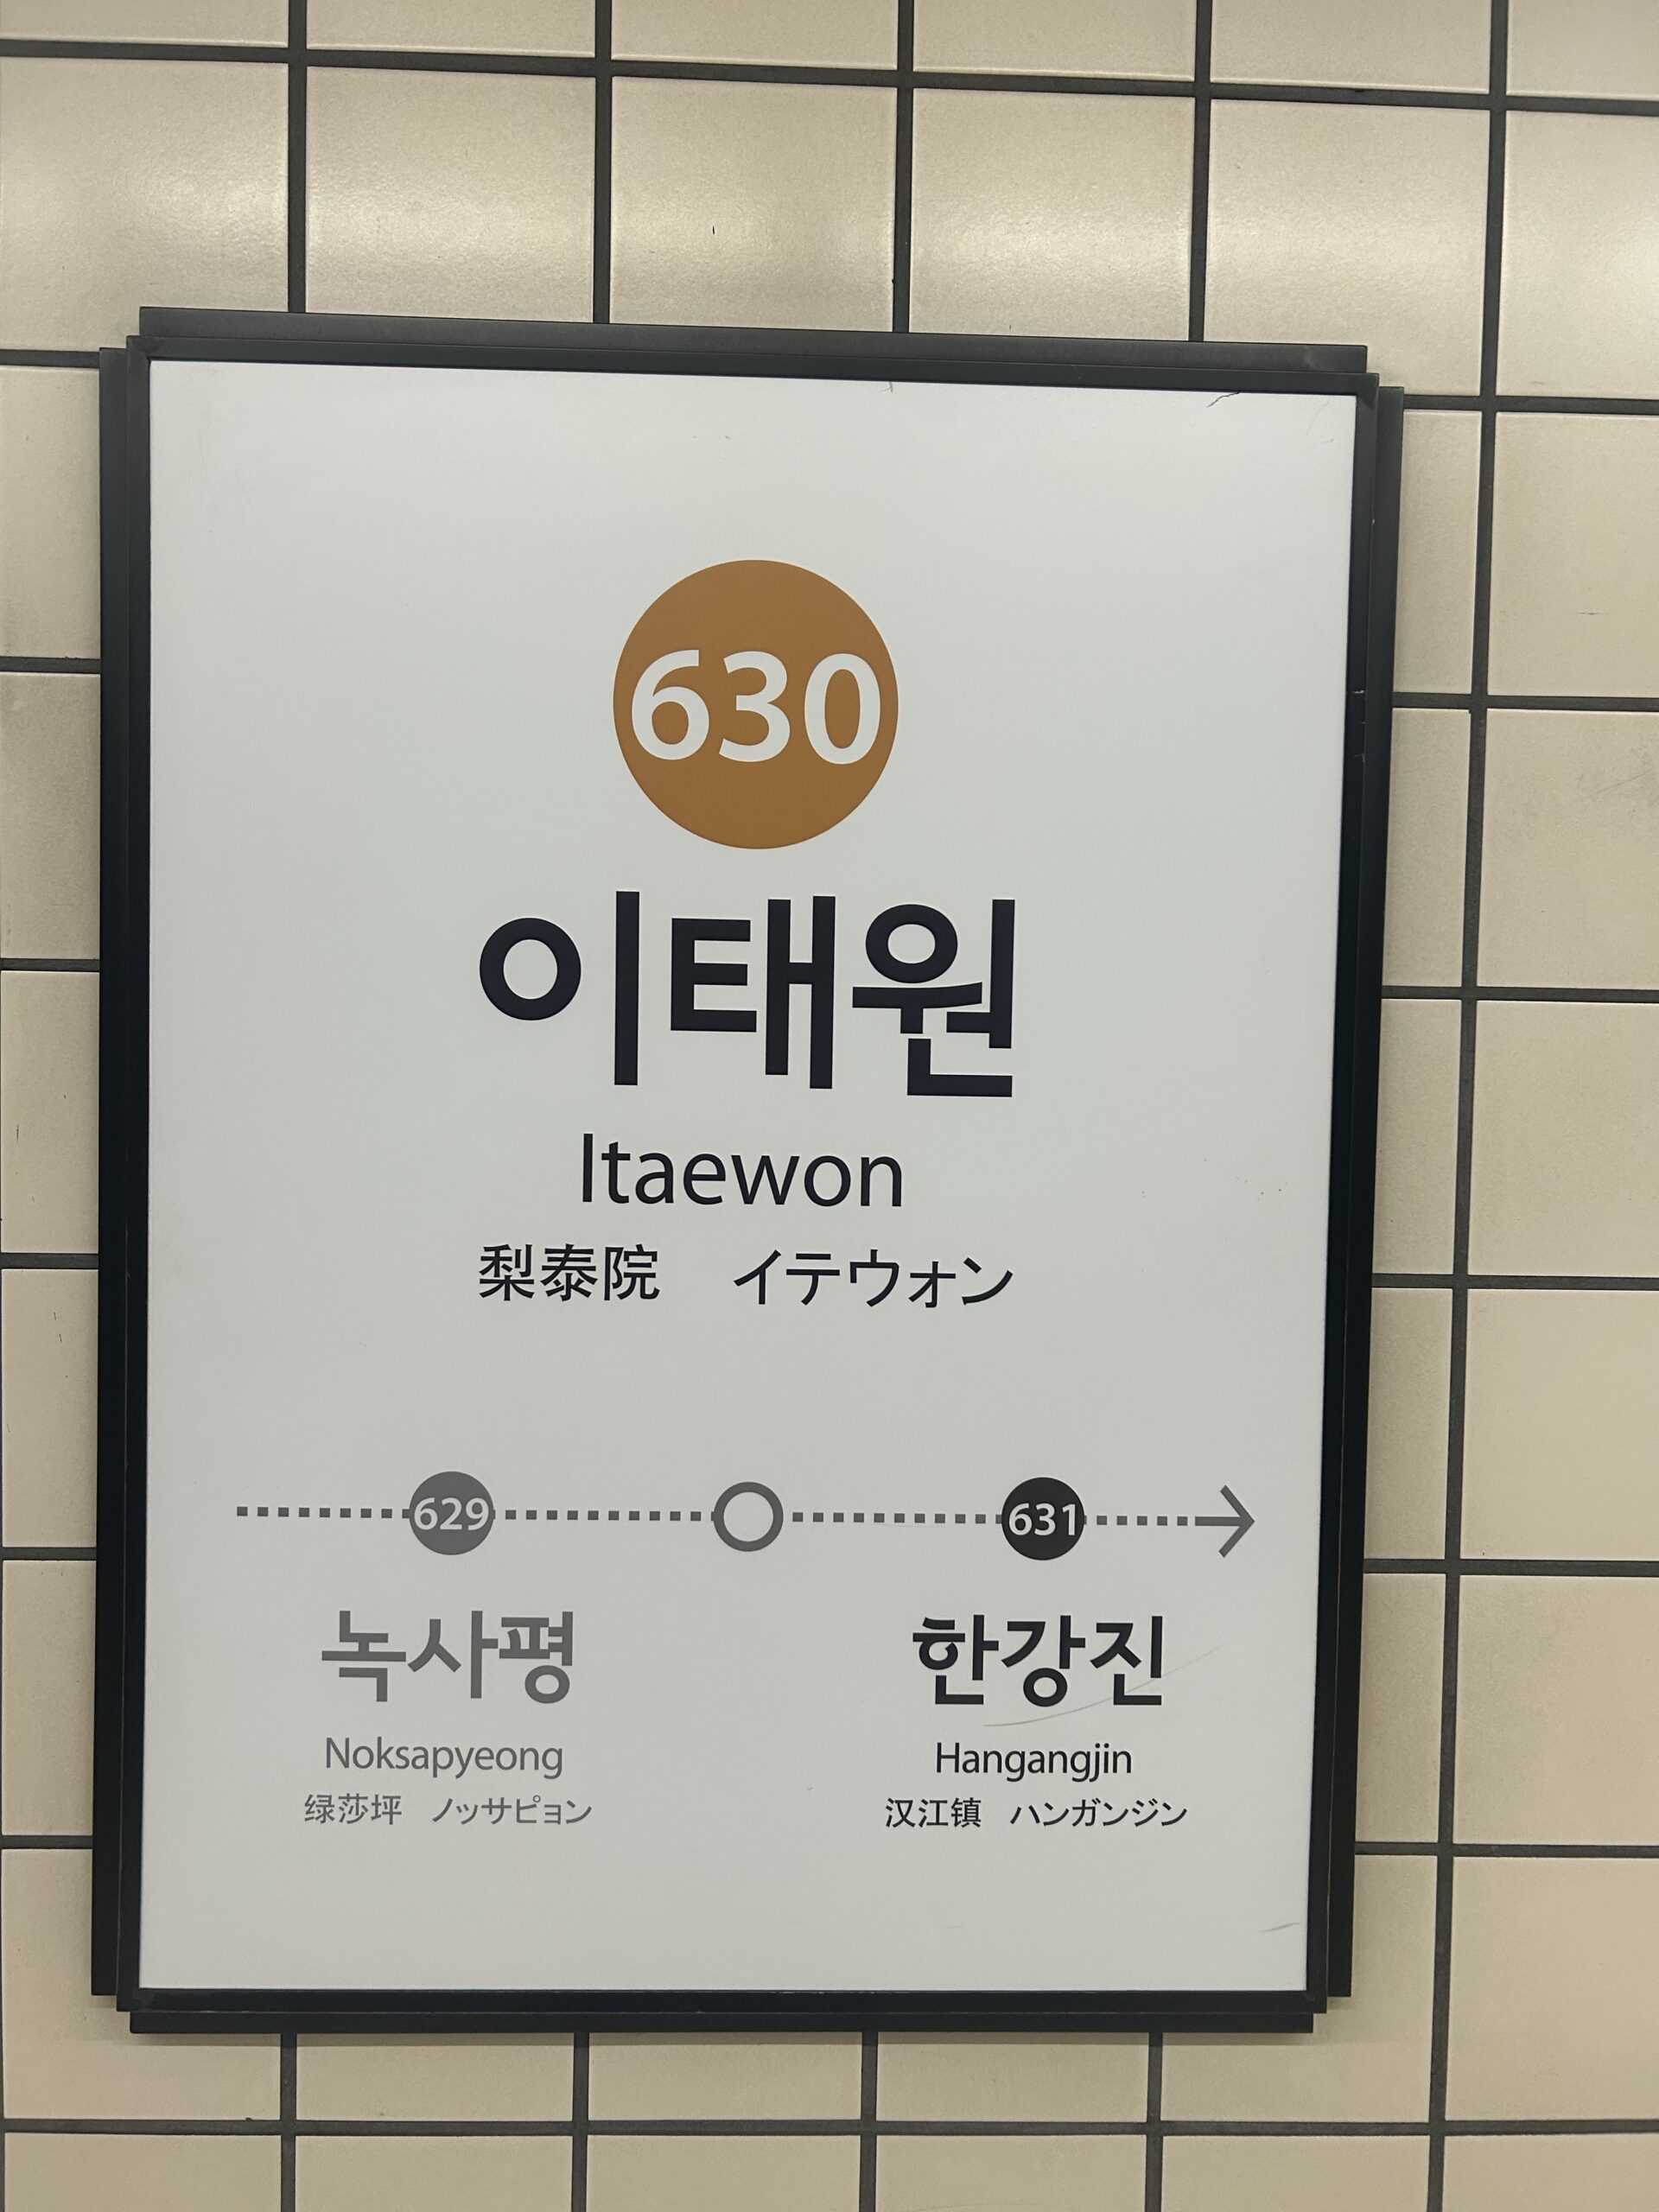 630
이태원
Itaewon
梨泰院 イテウォン
629 631
녹사평 한강진
Noksapyeong Hangangjin
绿莎坪 ノッサピョン 汉江镇 ハンガンジン